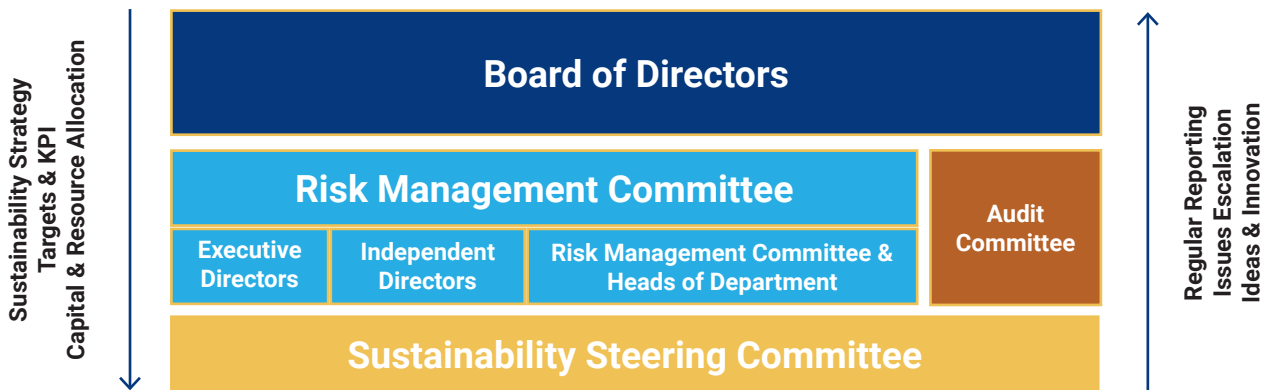 Sustainability Strategy
Targets & KPI
Capital & Resource Allocation
Board of Directors
Risk Management Committee
Executive
Directors
Independent
Directors
Risk Management Committee &
Heads of Department
Audit
Committee
Sustainability Steering Committee
Regular Reporting
Issues Escalation
Ideas & Innovation